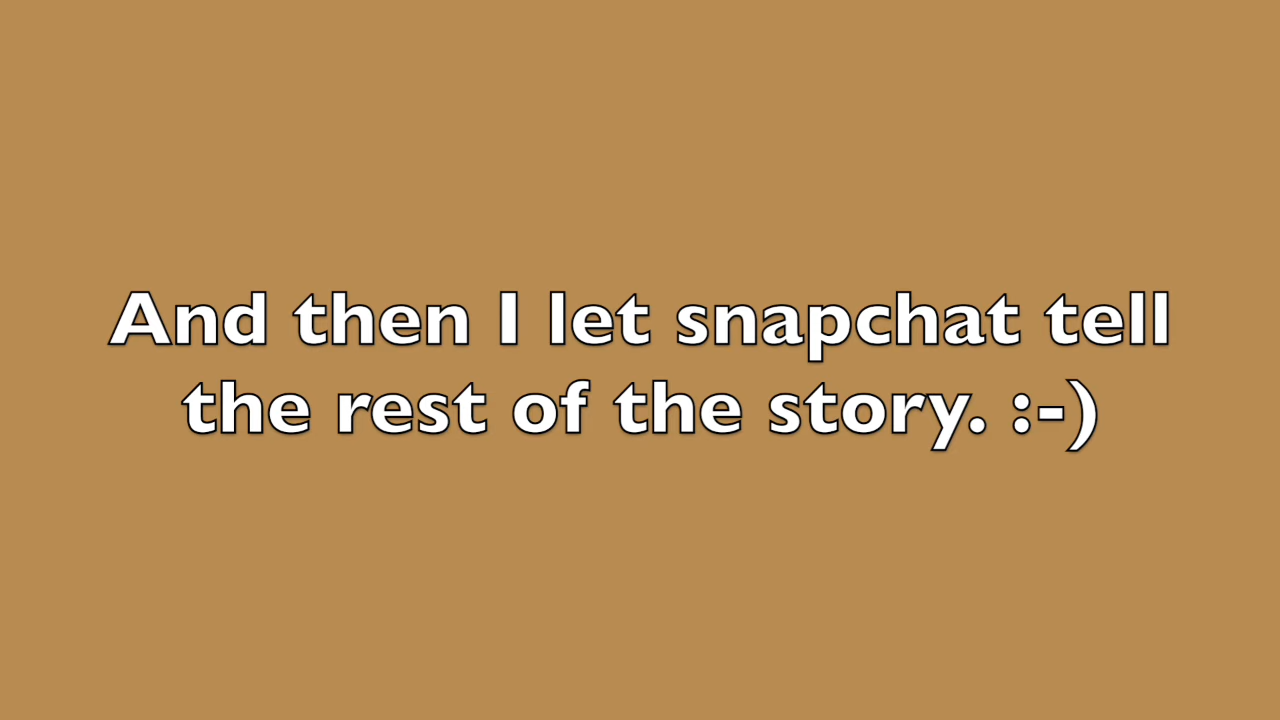 And then I let snapchat tell
the rest of the story. :-)